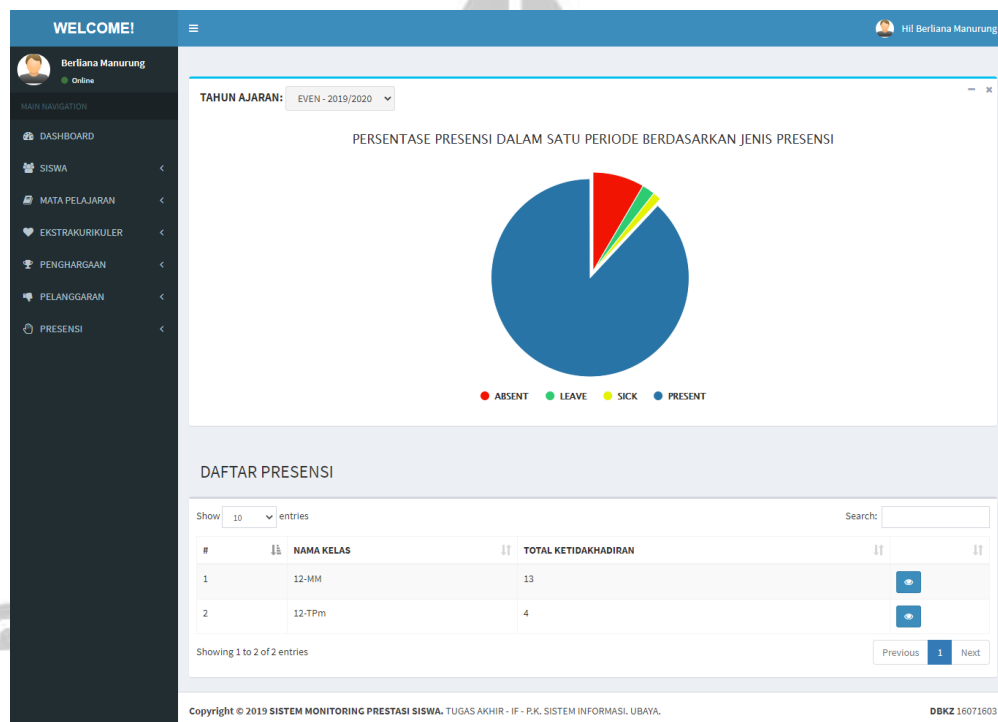 WELCOME!
Hi! Berliana Manurung
Berliana Manurung
Online
MAIN NAVIGATION
DASHBOARD
SISWA
MATA PELAJARAN
EKSTRAKURIKULER
PENGHARGAAN
PELANGGARAN
PRESENSI
TAHUN AJARAN: EVEN - 2019/2020
PERSENTASE PRESENSI DALAM SATU PERIODE BERDASARKAN JENIS PRESENSI
ABSENT LEAVE SICK PRESENT
DAFTAR PRESENSI
Show 10 entries Search:
# NAMA KELAS TOTAL KETIDAKHADIRAN
1 12-MM 13
2 12-TPm 4
Showing 1 to 2 of 2 entries Previous 1 Next
Copyright © 2019 SISTEM MONITORING PRESTASI SISWA. TUGAS AKHIR - IF - P.K. SISTEM INFORMASI. UBAYA. DBKZ 16071603